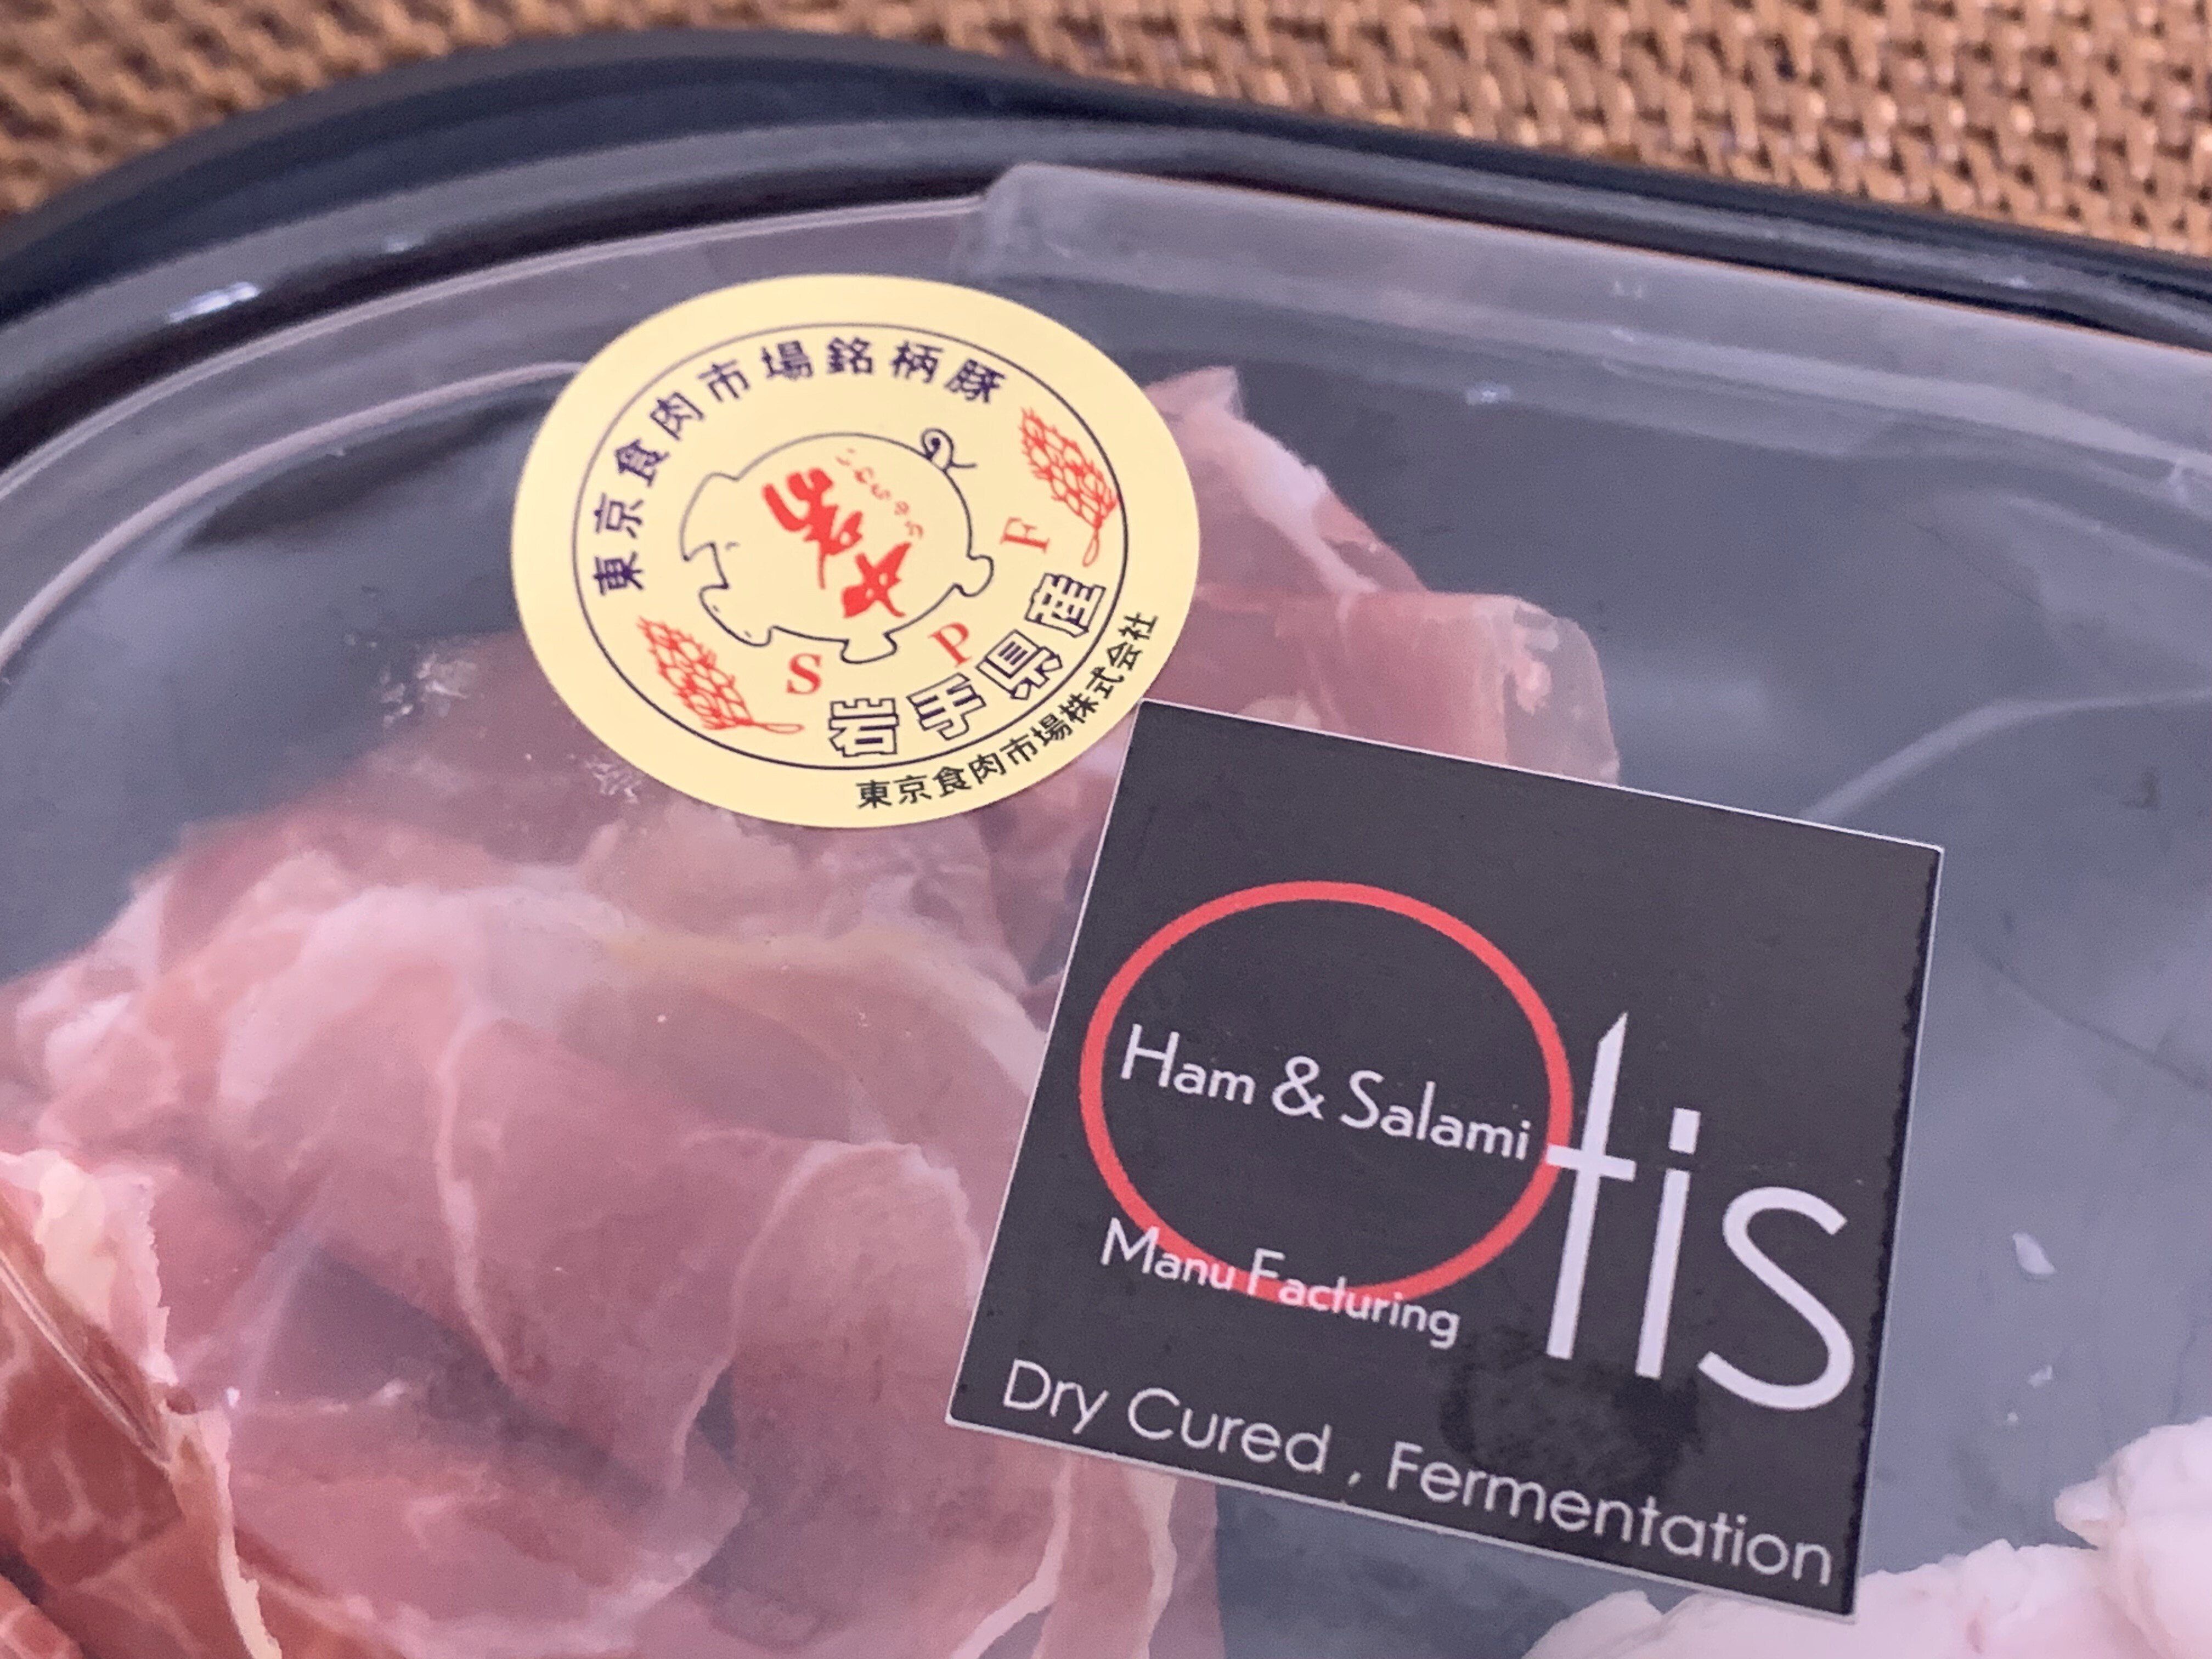 東京食肉市場銘柄豚
S P F
岩手県産
東京食肉市場株式会社
Otis
Ham & Salami
Manu Facturing
Dry Cured , Fermentation